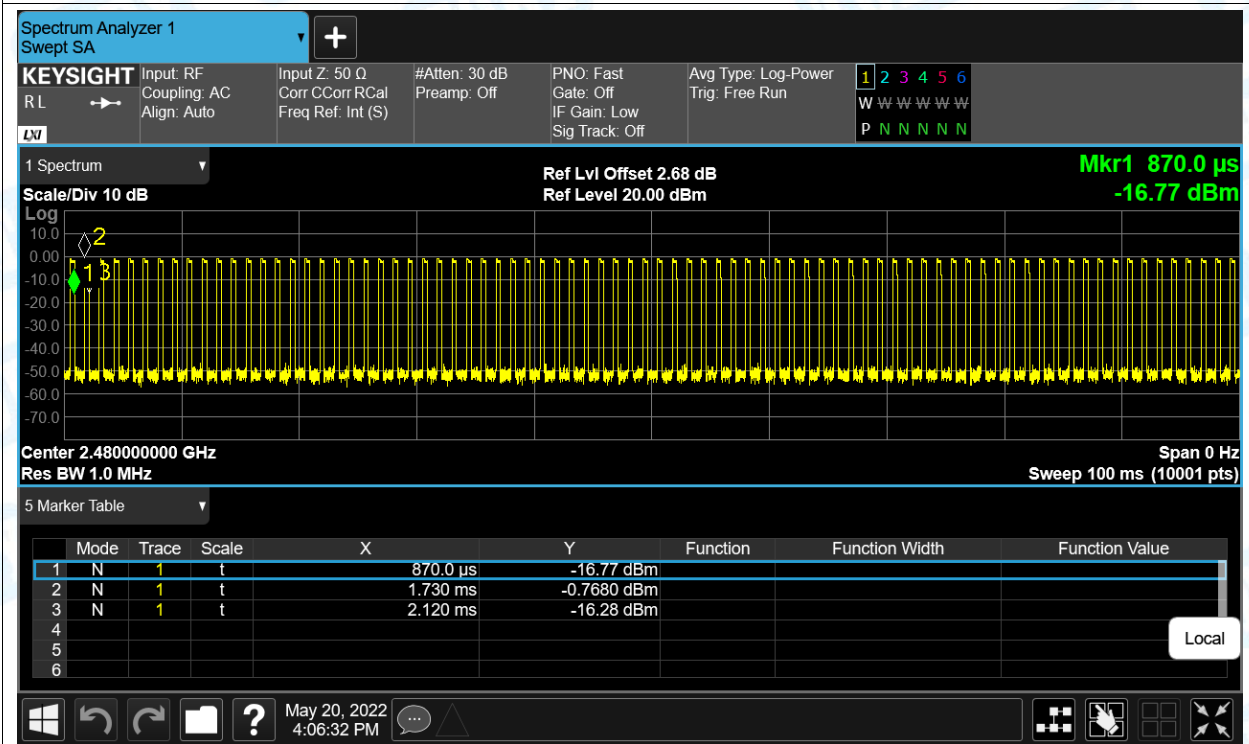 Spectrum Analyzer 1
Swept SA
+
KEYSIGHT Input: RF Input Z: 50 Ω #Atten: 30 dB PNO: Fast Avg Type: Log-Power 1 2 3 4 5 6
R L Coupling: AC Corr CCorr RCal Preamp: Off Gate: Off Trig: Free Run W W W W W W
Align: Auto Freq Ref: Int (S) IF Gain: Low
LXI Sig Track: Off P N N N N N
1 Spectrum Ref Lvl Offset 2.68 dB Mkr1 870.0 µs
Scale/Div 10 dB Ref Level 20.00 dBm -16.77 dBm
Log
10.0
2
0.00
-10.0
1 3
-20.0
-30.0
-40.0
-50.0
-60.0
-70.0
Center 2.480000000 GHz Span 0 Hz
Res BW 1.0 MHz Sweep 100 ms (10001 pts)
5 Marker Table
Mode Trace Scale X Y Function Function Width Function Value
1 N 1 t 870.0 µs -16.77 dBm
2 N 1 t 1.730 ms -0.7680 dBm
3 N 1 t 2.120 ms -16.28 dBm
4
5
6
Local
? May 20, 2022
4:06:32 PM